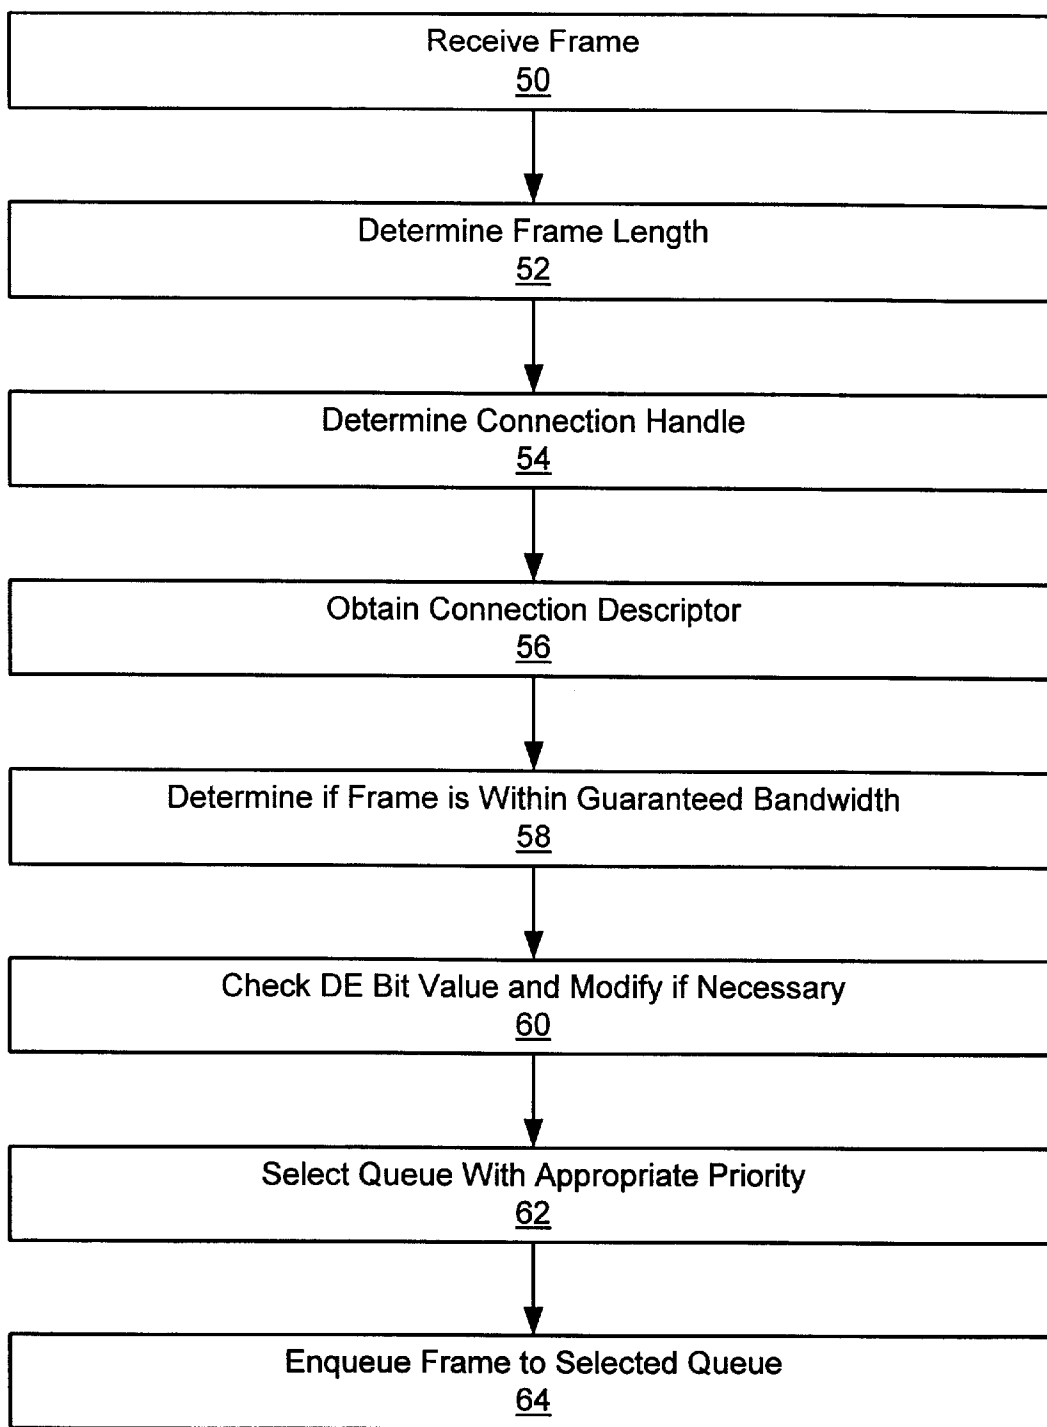 Receive Frame
50
Determine Frame Length
52
Determine Connection Handle
54
Obtain Connection Descriptor
56
Determine if Frame is Within Guaranteed Bandwidth
58
Check DE Bit Value and Modify if Necessary
60
Select Queue With Appropriate Priority
62
Enqueue Frame to Selected Queue
64